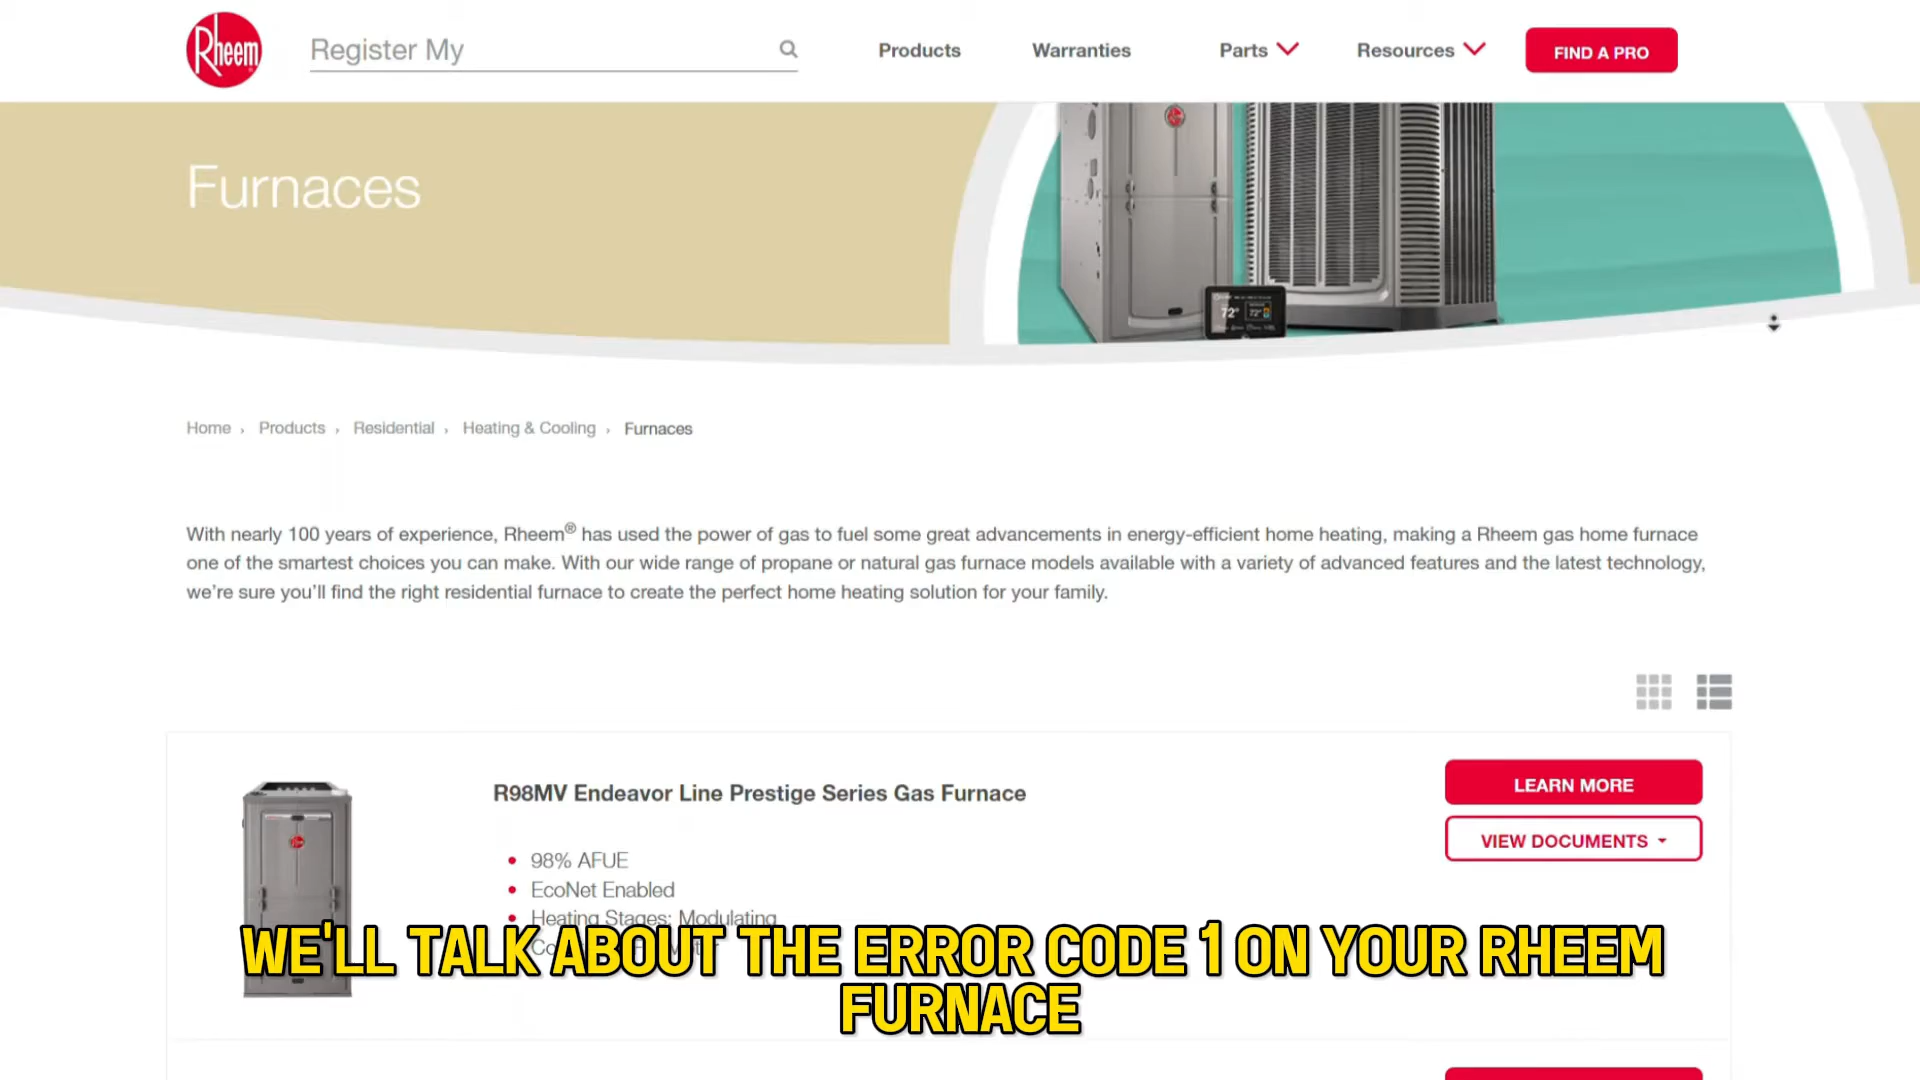 Rheem
Register My
Products
Warranties
Parts
Resources
FIND A PRO
Furnaces
72°
72°
Home › Products › Residential › Heating & Cooling › Furnaces
With nearly 100 years of experience, Rheem® has used the power of gas to fuel some great advancements in energy-efficient home heating, making a Rheem gas home furnace
one of the smartest choices you can make. With our wide range of propane or natural gas furnace models available with a variety of advanced features and the latest technology,
we’re sure you’ll find the right residential furnace to create the perfect home heating solution for your family.
R98MV Endeavor Line Prestige Series Gas Furnace
LEARN MORE
VIEW DOCUMENTS
98% AFUE
EcoNet Enabled
Heating Stages: Modulating
WE'LL TALK ABOUT THE ERROR CODE 1 ON YOUR RHEEM
FURNACE